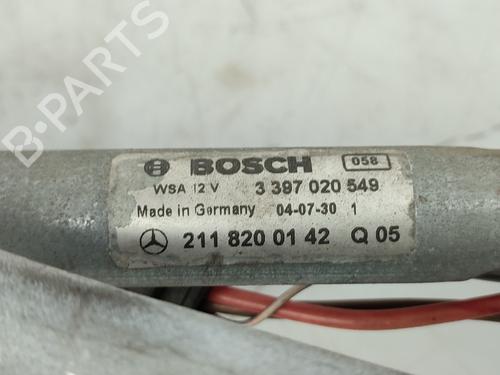 BOSCH 058
WSA 12 V 3 397 020 549
Made in Germany 04-07-30 1
211 820 01 42 Q 05
B-PARTS